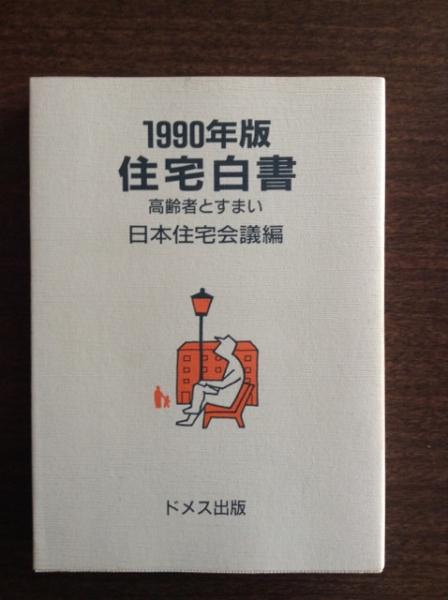 1990年版
住宅白書
高齢者とすまい
日本住宅会議編
ドメス出版